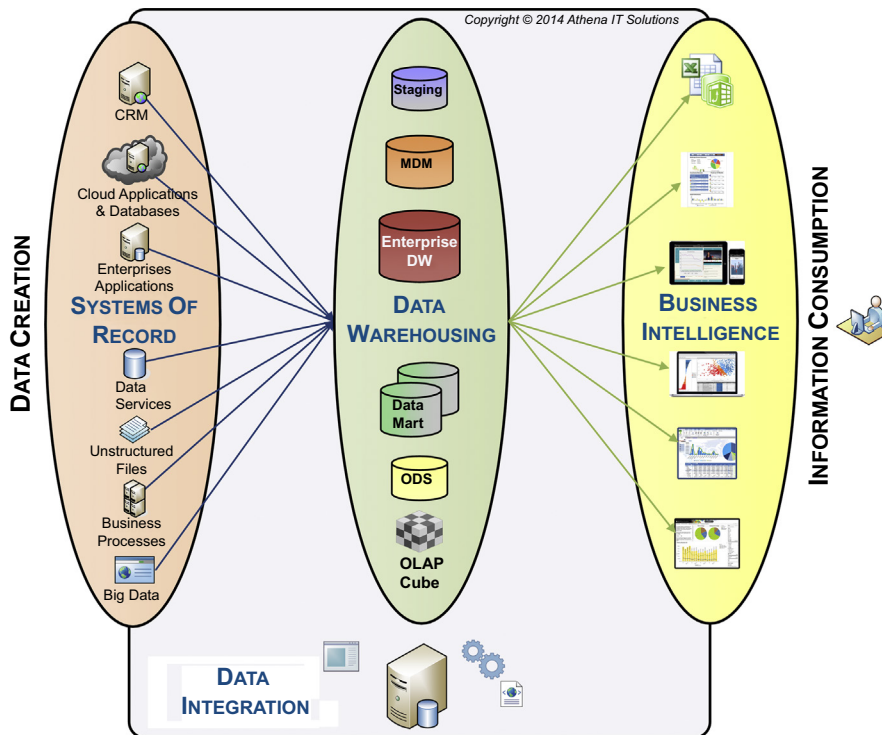 Copyright © 2014 Athena IT Solutions
DATA CREATION
CRM
Cloud Applications
& Databases
Enterprises
Applications
SYSTEMS OF
RECORD
Data
Services
Unstructured
Files
Business
Processes
Big Data
Staging
MDM
Enterprise
DW
DATA
WAREHOUSING
Data
Mart
ODS
OLAP
Cube
BUSINESS
INTELLIGENCE
INFORMATION CONSUMPTION
DATA
INTEGRATION